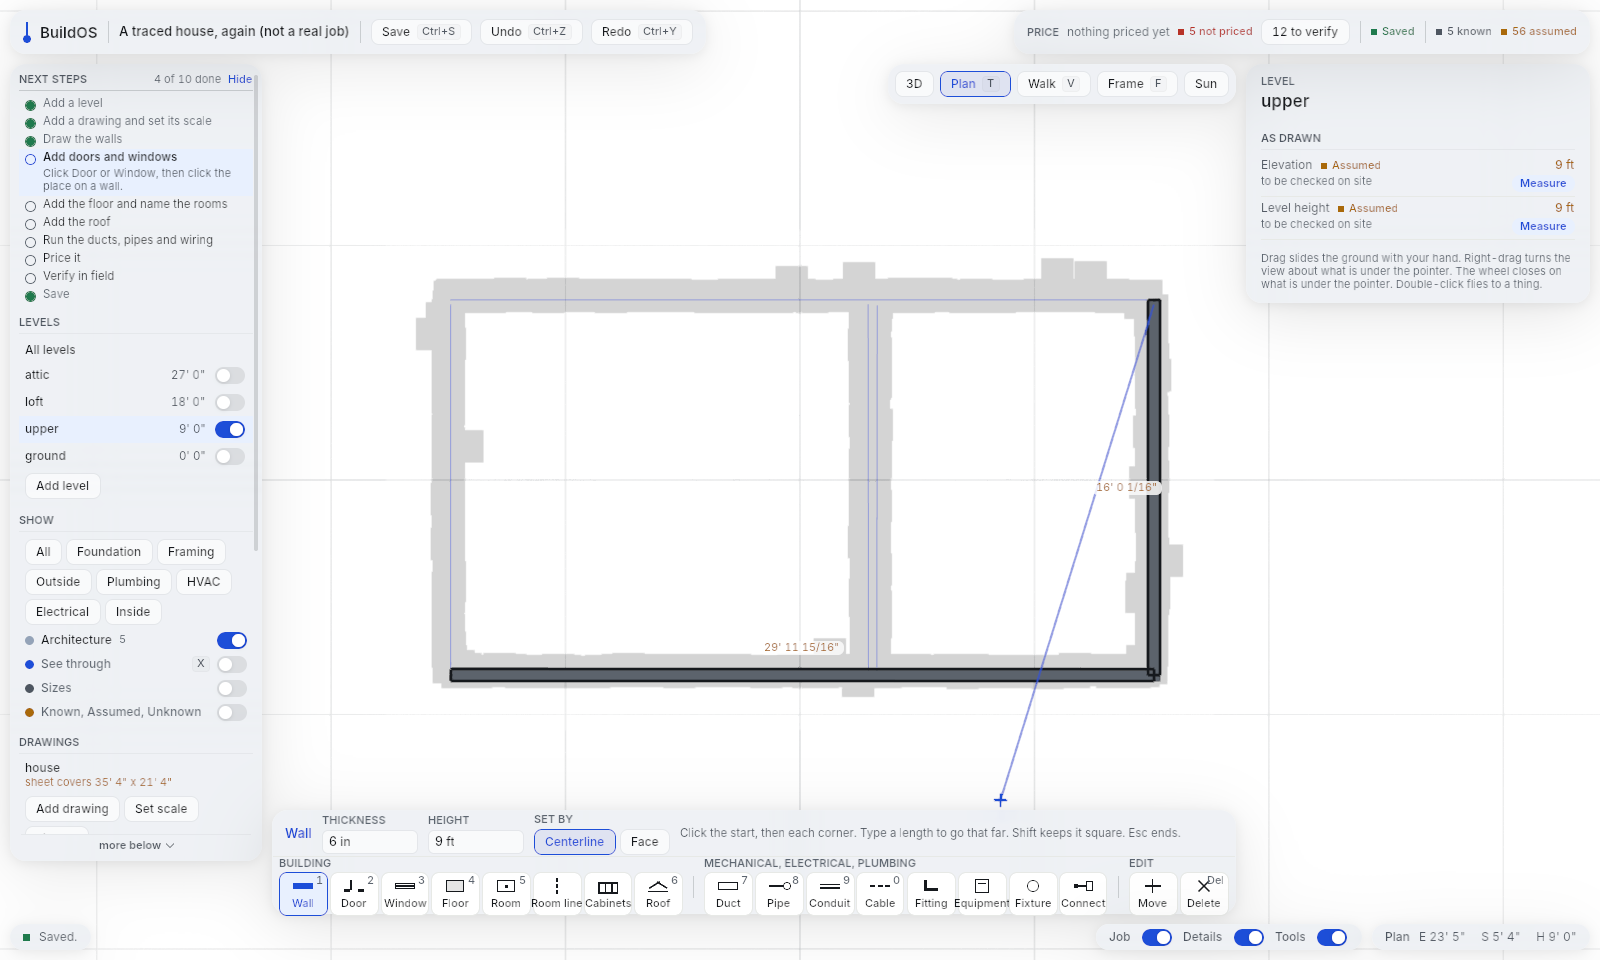 BuildOS
A traced house, again (not a real job)
Save Ctrl+S
Undo Ctrl+Z
Redo Ctrl+Y
PRICE nothing priced yet 5 not priced 12 to verify Saved 5 known 56 assumed
NEXT STEPS 4 of 10 done Hide
Add a level
Add a drawing and set its scale
Draw the walls
Add doors and windows
Click Door or Window, then click the
place on a wall.
Add the floor and name the rooms
Add the roof
Run the ducts, pipes and wiring
Price it
Verify in field
Save
LEVELS
All levels
attic 27' 0"
loft 18' 0"
upper 9' 0"
ground 0' 0"
Add level
SHOW
All Foundation Framing
Outside Plumbing HVAC
Electrical Inside
Architecture 5
See through X
Sizes
Known, Assumed, Unknown
DRAWINGS
house
sheet covers 35' 4" x 21' 4"
Add drawing Set scale
more below
Saved.
3D Plan T Walk V Frame F Sun
LEVEL
upper
AS DRAWN
Elevation Assumed 9 ft
to be checked on site Measure
Level height Assumed 9 ft
to be checked on site Measure
Drag slides the ground with your hand. Right-drag turns the
view about what is under the pointer. The wheel closes on
what is under the pointer. Double-click flies to a thing.
16' 0 1/16"
29' 11 15/16"
Wall
THICKNESS
6 in
HEIGHT
9 ft
SET BY
Centerline Face
Click the start, then each corner. Type a length to go that far. Shift keeps it square. Esc ends.
BUILDING
Wall 1
Door 2
Window 3
Floor 4
Room 5
Room line
Cabinets
Roof 6
MECHANICAL, ELECTRICAL, PLUMBING
Duct 7
Pipe 8
Conduit 9
Cable 0
Fitting
Equipment
Fixture
Connect
EDIT
Move
Delete Del
Job Details Tools
Plan E 23' 5" S 5' 4" H 9' 0"